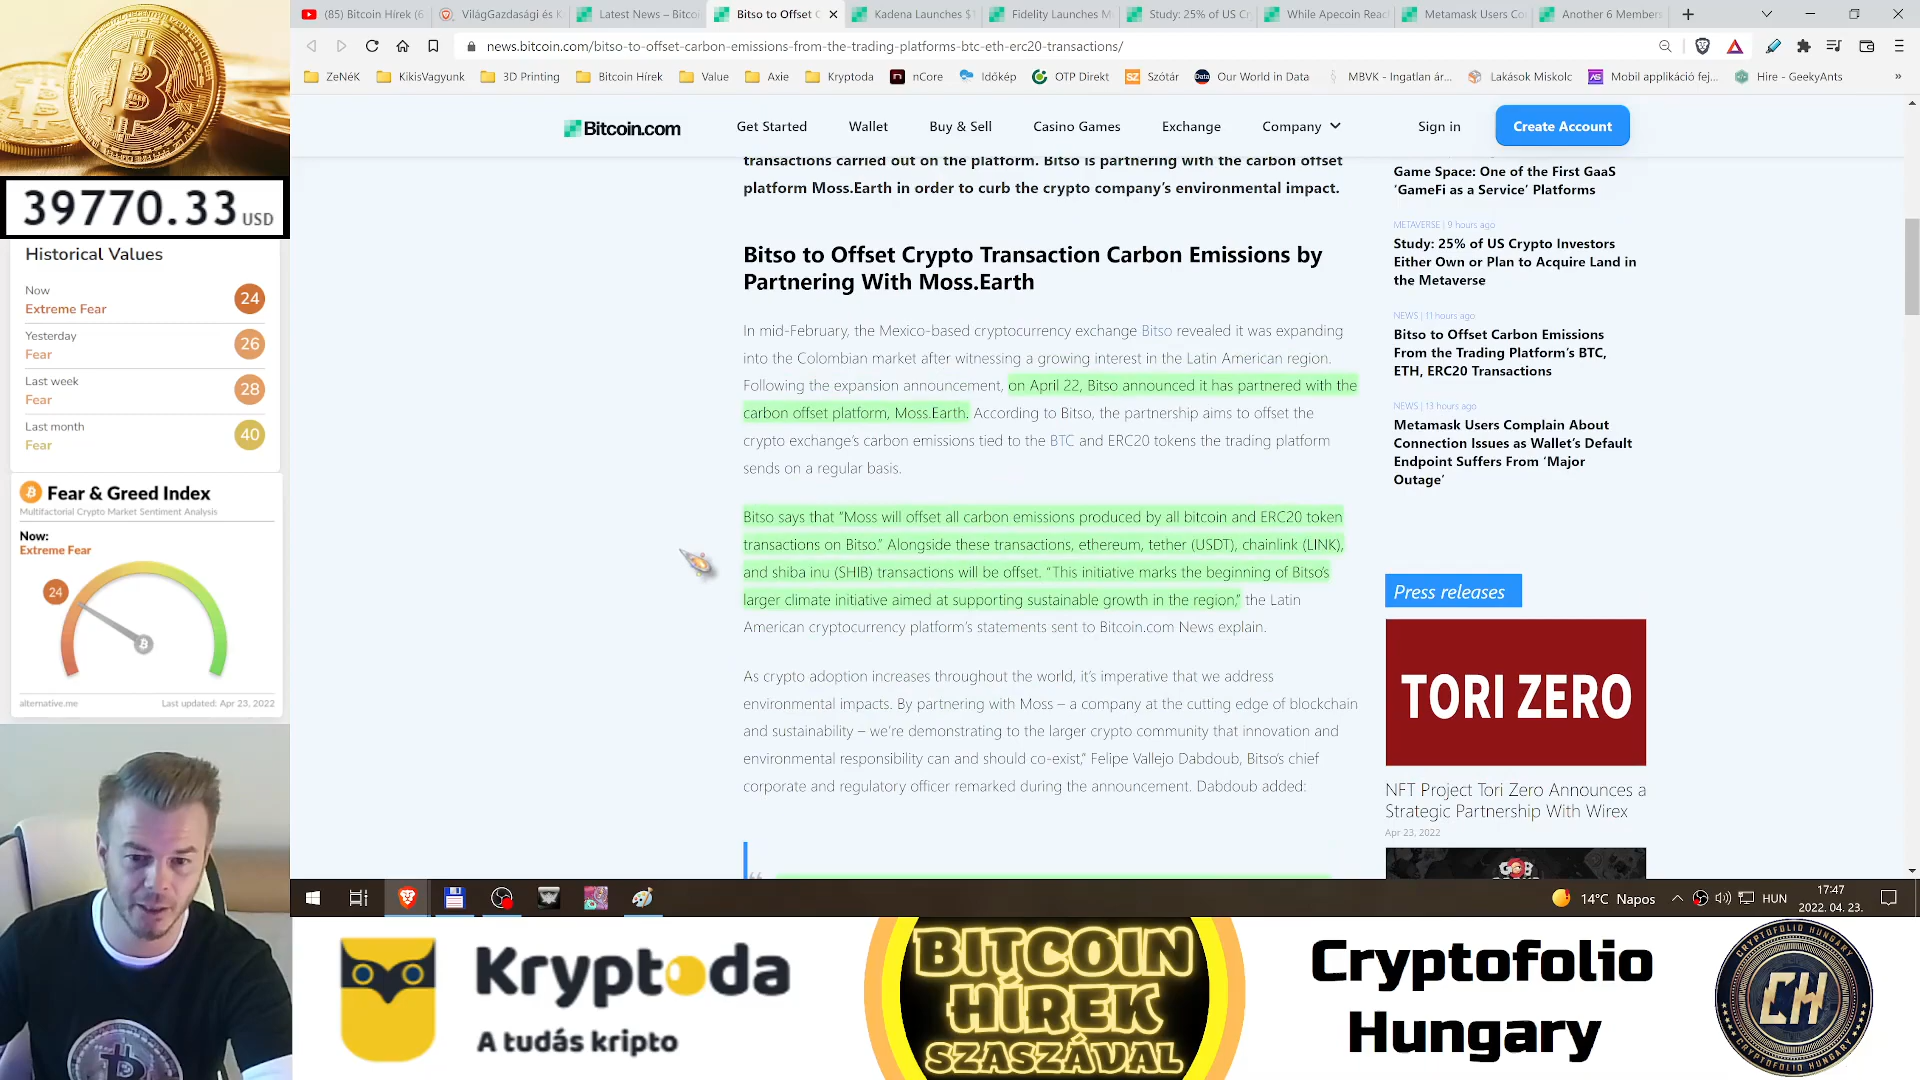 (85) Bitcoin Hírek (6
VilágGazdasági és K
Latest News – Bitcoi
Bitso to Offset C
Kadena Launches $1
Fidelity Launches M
Study: 25% of US Cr
While Apecoin Reac
Metamask Users Co
Another 6 Members
news.bitcoin.com/bitso-to-offset-carbon-emissions-from-the-trading-platforms-btc-eth-erc20-transactions/
ZeNéK
KikisVagyunk
3D Printing
Bitcoin Hírek
Value
Axie
Kryptoda
nCore
Időkép
OTP Direkt
SZ Szótár
Our World in Data
MBVK - Ingatlan ár...
Lakások Miskolc
Mobil applikáció fej...
Hire - GeekyAnts
»
Bitcoin.com
Get Started
Wallet
Buy & Sell
Casino Games
Exchange
Company
Sign in
Create Account
transactions carried out on the platform. Bitso is partnering with the carbon offset
platform Moss.Earth in order to curb the crypto company's environmental impact.
Bitso to Offset Crypto Transaction Carbon Emissions by
Partnering With Moss.Earth
In mid-February, the Mexico-based cryptocurrency exchange Bitso revealed it was expanding
into the Colombian market after witnessing a growing interest in the Latin American region.
Following the expansion announcement, on April 22, Bitso announced it has partnered with the
carbon offset platform, Moss.Earth. According to Bitso, the partnership aims to offset the
crypto exchange's carbon emissions tied to the BTC and ERC20 tokens the trading platform
sends on a regular basis.
Bitso says that “Moss will offset all carbon emissions produced by all bitcoin and ERC20 token
transactions on Bitso.” Alongside these transactions, ethereum, tether (USDT), chainlink (LINK),
and shiba inu (SHIB) transactions will be offset. “This initiative marks the beginning of Bitso's
larger climate initiative aimed at supporting sustainable growth in the region,” the Latin
American cryptocurrency platform's statements sent to Bitcoin.com News explain.
As crypto adoption increases throughout the world, it's imperative that we address
environmental impacts. By partnering with Moss – a company at the cutting edge of blockchain
and sustainability – we're demonstrating to the larger crypto community that innovation and
environmental responsibility can and should co-exist,” Felipe Vallejo Dabdoub, Bitso's chief
corporate and regulatory officer remarked during the announcement. Dabdoub added:
“
Game Space: One of the First GaaS
‘GameFi as a Service’ Platforms
METAVERSE | 9 hours ago
Study: 25% of US Crypto Investors
Either Own or Plan to Acquire Land in
the Metaverse
NEWS | 11 hours ago
Bitso to Offset Carbon Emissions
From the Trading Platform's BTC,
ETH, ERC20 Transactions
NEWS | 13 hours ago
Metamask Users Complain About
Connection Issues as Wallet's Default
Endpoint Suffers From ‘Major
Outage’
Press releases
TORI ZERO
NFT Project Tori Zero Announces a
Strategic Partnership With Wirex
Apr 23, 2022
39770.33 USD
Historical Values
Now
Extreme Fear
24
Yesterday
Fear
26
Last week
Fear
28
Last month
Fear
40
Fear & Greed Index
Multifactorial Crypto Market Sentiment Analysis
Now:
Extreme Fear
24
alternative.me
Last updated: Apr 23, 2022
14°C Napos
HUN
17:47
2022. 04. 23.
Kryptoda
A tudás kripto
BITCOIN
HÍREK
SZASZÁVAL
Cryptofolio
Hungary
CRYPTOFOLIO HUNGARY
CH
CRYPTOFOLIO HUNGARY